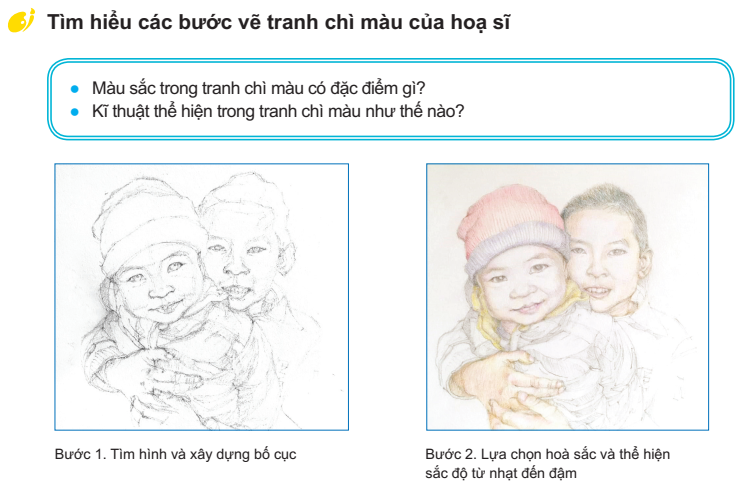 Tìm hiểu các bước vẽ tranh chì màu của hoạ sĩ
Màu sắc trong tranh chì màu có đặc điểm gì?
Kĩ thuật thể hiện trong tranh chì màu như thế nào?
Bước 1. Tìm hình và xây dựng bố cục
Bước 2. Lựa chọn hoà sắc và thể hiện
sắc độ từ nhạt đến đậm